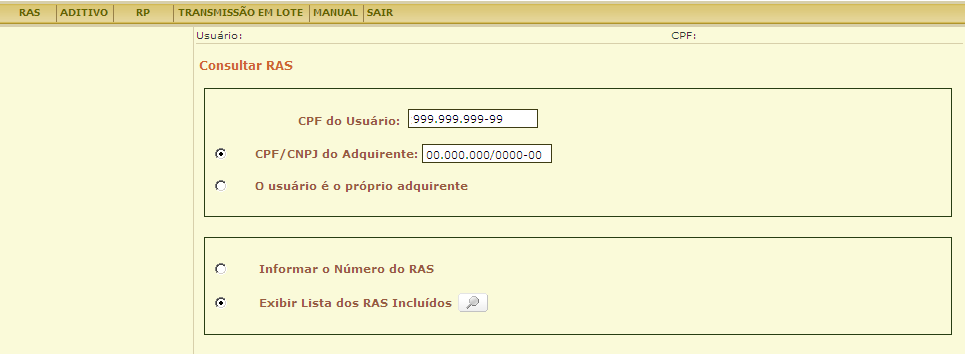 RAS ADITIVO RP TRANSMISSÃO EM LOTE MANUAL SAIR
Usuário: CPF:
Consultar RAS
CPF do Usuário: 999.999.999-99
CPF/CNPJ do Adquirente: 00.000.000/0000-00
O usuário é o próprio adquirente
Informar o Número do RAS
Exibir Lista dos RAS Incluídos